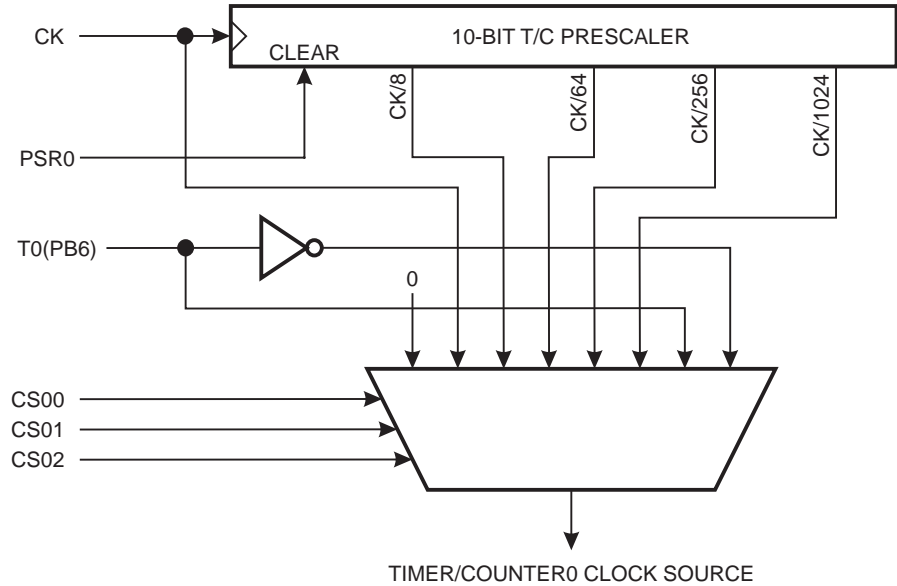 CK
10-BIT T/C PRESCALER
CLEAR
CK/8
CK/64
CK/256
CK/1024
PSR0
T0(PB6)
0
CS00
CS01
CS02
TIMER/COUNTER0 CLOCK SOURCE